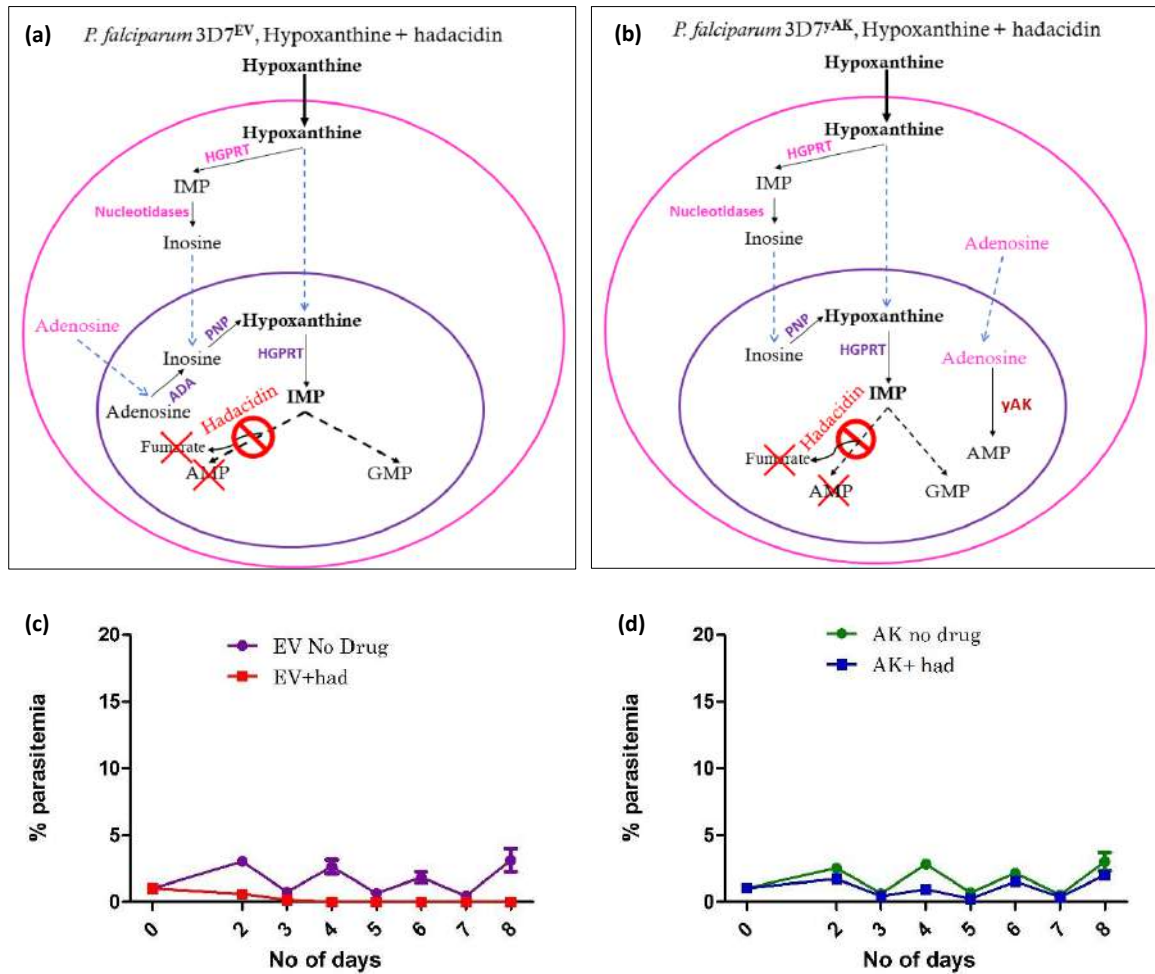 (a)
P. falciparum 3D7EV, Hypoxanthine + hadacidin
Hypoxanthine
Hypoxanthine
HGPRT
IMP
Nucleotidases
Inosine
Adenosine
PNP
Hypoxanthine
Inosine
HGPRT
ADA
Adenosine
IMP
Hadacidin
Fumarate
AMP
GMP
(b)
P. falciparum 3D7yAK, Hypoxanthine + hadacidin
Hypoxanthine
Hypoxanthine
HGPRT
IMP
Nucleotidases
Inosine
Adenosine
PNP
Hypoxanthine
Inosine
HGPRT
Adenosine
IMP
yAK
Hadacidin
Fumarate
AMP
AMP
GMP
(c)
EV No Drug
EV+had
% parasitemia
20
15
10
5
0
0 2 3 4 5 6 7 8
No of days
(d)
AK no drug
AK+ had
% parasitemia
20
15
10
5
0
0 2 3 4 5 6 7 8
No of days